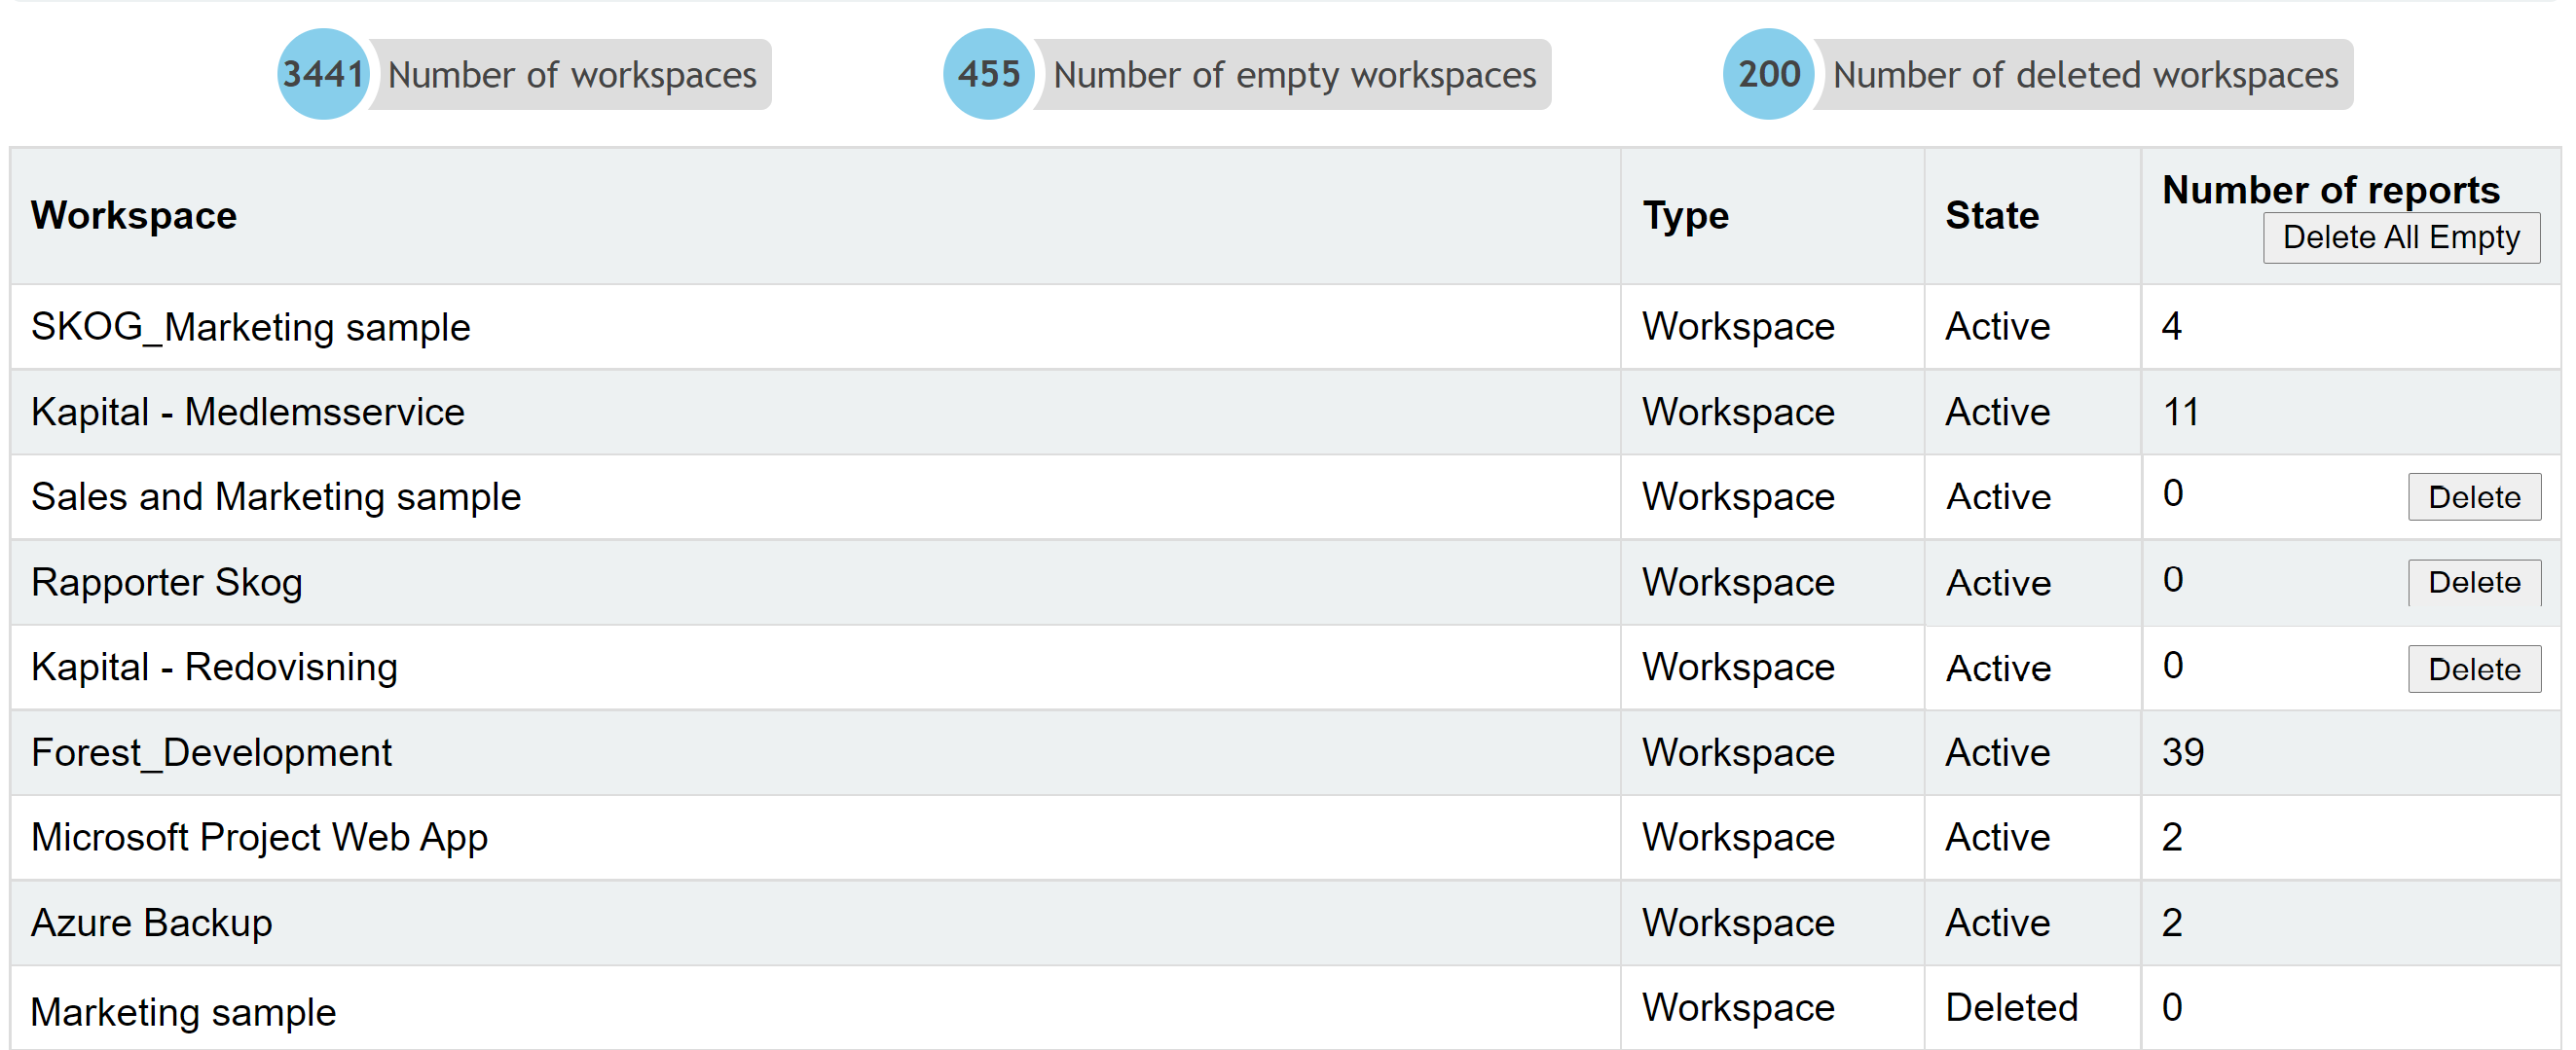 3441 Number of workspaces 455 Number of empty workspaces 200 Number of deleted workspaces
Workspace Type State Number of reports
Delete All Empty
SKOG_Marketing sample Workspace Active 4
Kapital - Medlemsservice Workspace Active 11
Sales and Marketing sample Workspace Active 0 Delete
Rapporter Skog Workspace Active 0 Delete
Kapital - Redovisning Workspace Active 0 Delete
Forest_Development Workspace Active 39
Microsoft Project Web App Workspace Active 2
Azure Backup Workspace Active 2
Marketing sample Workspace Deleted 0